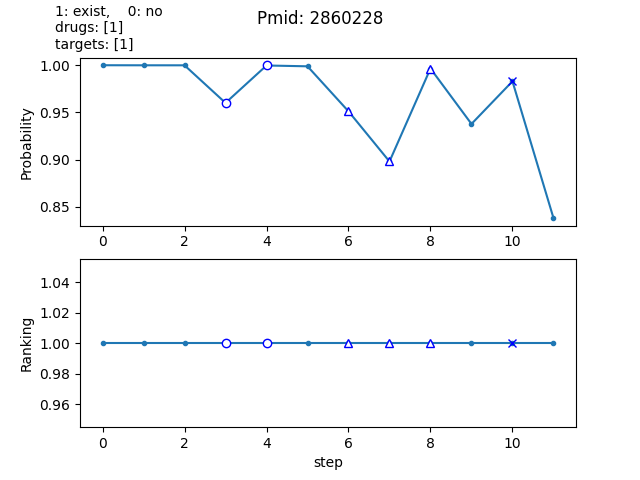 1: exist,    0: no
Pmid: 2860228
drugs: [1]
targets: [1]
1.00
0.95
0.90
0.85
Probability
0 2 4 6 8 10
1.04
1.02
1.00
0.98
0.96
Ranking
0 2 4 6 8 10
step